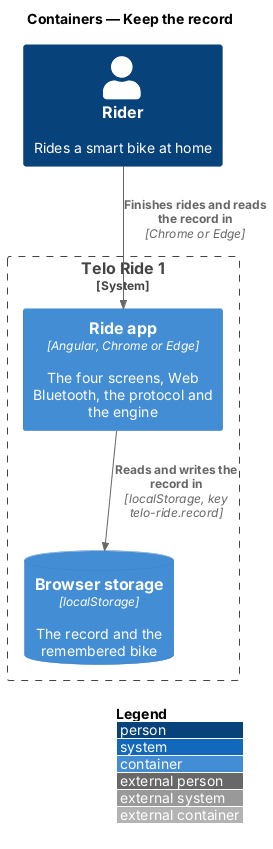 Containers — Keep the record
Rider
Rides a smart bike at home
Finishes rides and reads
the record in
[Chrome or Edge]
Telo Ride 1
[System]
Ride app
[Angular, Chrome or Edge]
The four screens, Web
Bluetooth, the protocol and
the engine
Reads and writes the
record in
[localStorage, key
telo-ride.record]
Browser storage
[localStorage]
The record and the
remembered bike
Legend
person
system
container
external person
external system
external container